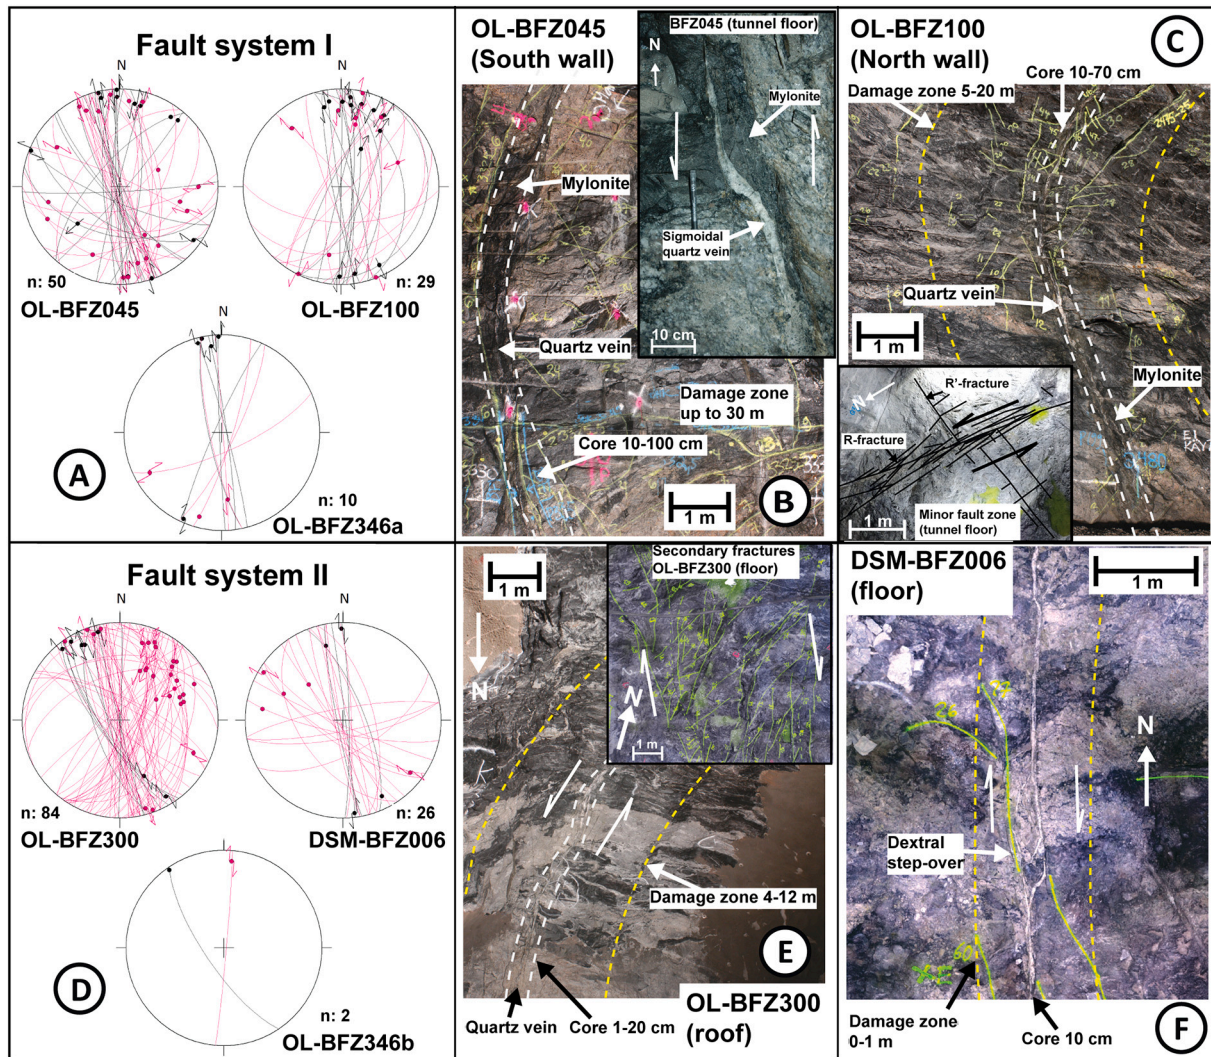 Fault system I
N
N
n: 50
n: 29
OL-BFZ045
OL-BFZ100
N
A
n: 10
OL-BFZ346a
OL-BFZ045
(South wall)
BFZ045 (tunnel floor)
N
Mylonite
Mylonite
Sigmoidal
quartz vein
10 cm
Quartz vein
Damage zone
up to 30 m
Core 10-100 cm
1 m
B
OL-BFZ100
(North wall)
C
Core 10-70 cm
Damage zone 5-20 m
Quartz vein
1 m
Mylonite
N
R'-fracture
R-fracture
1 m
Minor fault zone
(tunnel floor)
Fault system II
N
N
n: 84
n: 26
OL-BFZ300
DSM-BFZ006
D
n: 2
OL-BFZ346b
1 m
N
Secondary fractures
OL-BFZ300 (floor)
N
1 m
Damage zone 4-12 m
E
Quartz vein
Core 1-20 cm
OL-BFZ300
(roof)
DSM-BFZ006
(floor)
1 m
N
Dextral
step-over
60
Damage zone
0-1 m
Core 10 cm
F